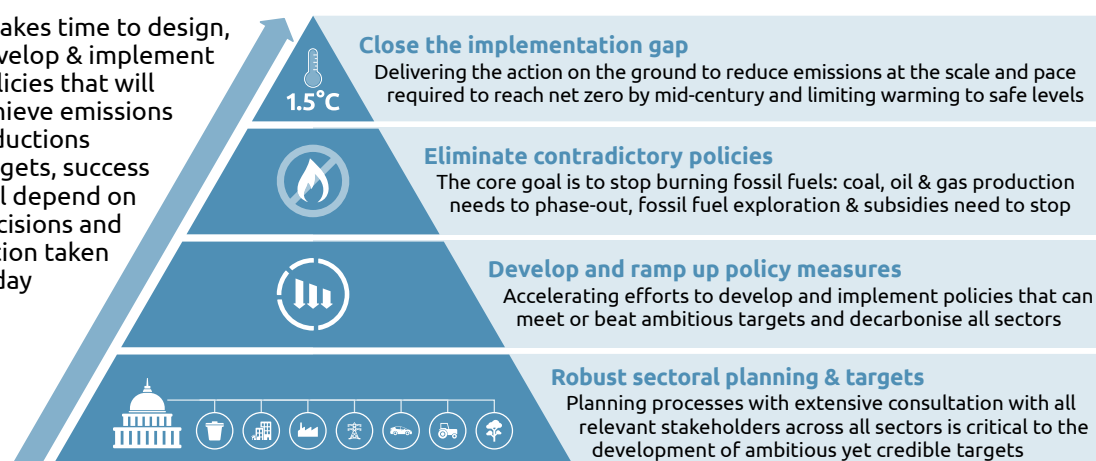 akes time to design,
velop & implement
licies that will
hieve emissions
ductions
gets, success
l depend on
cisions and
tion taken
day
1.5°C
Close the implementation gap
Delivering the action on the ground to reduce emissions at the scale and pace
required to reach net zero by mid-century and limiting warming to safe levels
Eliminate contradictory policies
The core goal is to stop burning fossil fuels: coal, oil & gas production
needs to phase-out, fossil fuel exploration & subsidies need to stop
Develop and ramp up policy measures
Accelerating efforts to develop and implement policies that can
meet or beat ambitious targets and decarbonise all sectors
Robust sectoral planning & targets
Planning processes with extensive consultation with all
relevant stakeholders across all sectors is critical to the
development of ambitious yet credible targets